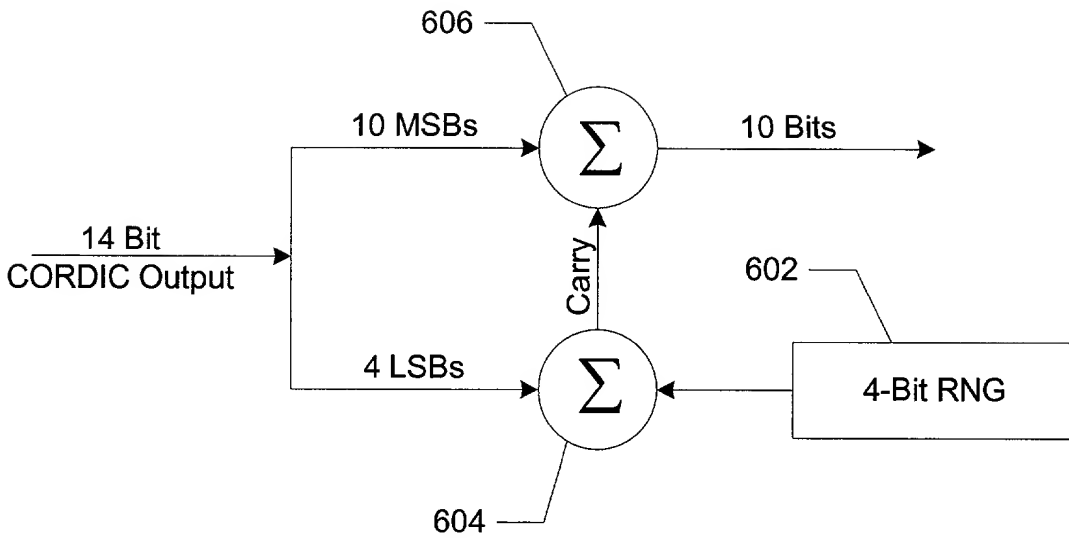 606
10 MSBs
Σ
10 Bits
14 Bit
CORDIC Output
Carry
602
4 LSBs
Σ
4-Bit RNG
604